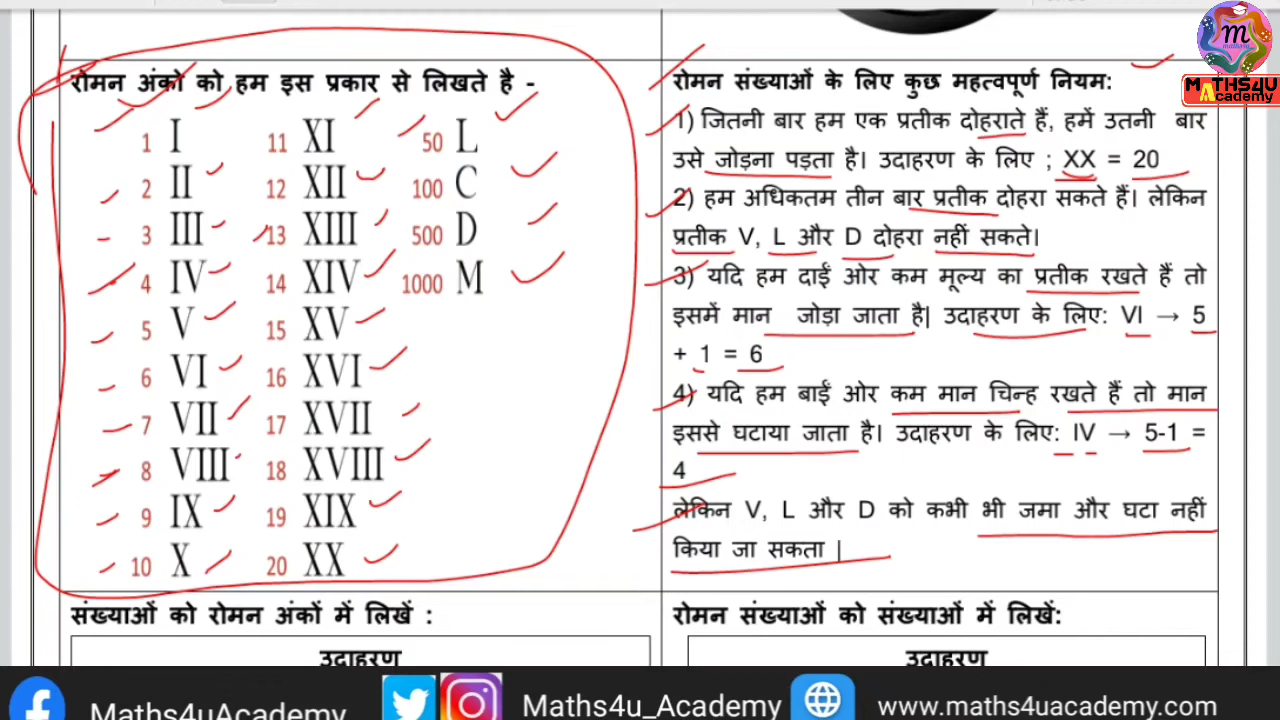 m
maths4u
MATHS4U
Academy
रोमन अंको को हम इस प्रकार से लिखते है -
1 I 11 XI 50 L
2 II 12 XII 100 C
3 III 13 XIII 500 D
4 IV 14 XIV 1000 M
5 V 15 XV
6 VI 16 XVI
7 VII 17 XVII
8 VIII 18 XVIII
9 IX 19 XIX
10 X 20 XX
रोमन संख्याओं के लिए कुछ महत्वपूर्ण नियम:
1) जितनी बार हम एक प्रतीक दोहराते हैं, हमें उतनी बार
उसे जोड़ना पड़ता है। उदाहरण के लिए ; XX = 20
2) हम अधिकतम तीन बार प्रतीक दोहरा सकते हैं। लेकिन
प्रतीक V, L और D दोहरा नहीं सकते।
3) यदि हम दाईं ओर कम मूल्य का प्रतीक रखते हैं तो
इसमें मान जोड़ा जाता है| उदाहरण के लिए: VI → 5
+ 1 = 6
4) यदि हम बाईं ओर कम मान चिन्ह रखते हैं तो मान
इससे घटाया जाता है। उदाहरण के लिए: IV → 5-1 =
4
लेकिन V, L और D को कभी भी जमा और घटा नहीं
किया जा सकता |
संख्याओं को रोमन अंकों में लिखें :
उदाहरण
रोमन संख्याओं को संख्याओं में लिखें:
उदाहरण
Maths4uAcademy
Maths4u_Academy
www.maths4uacademy.com